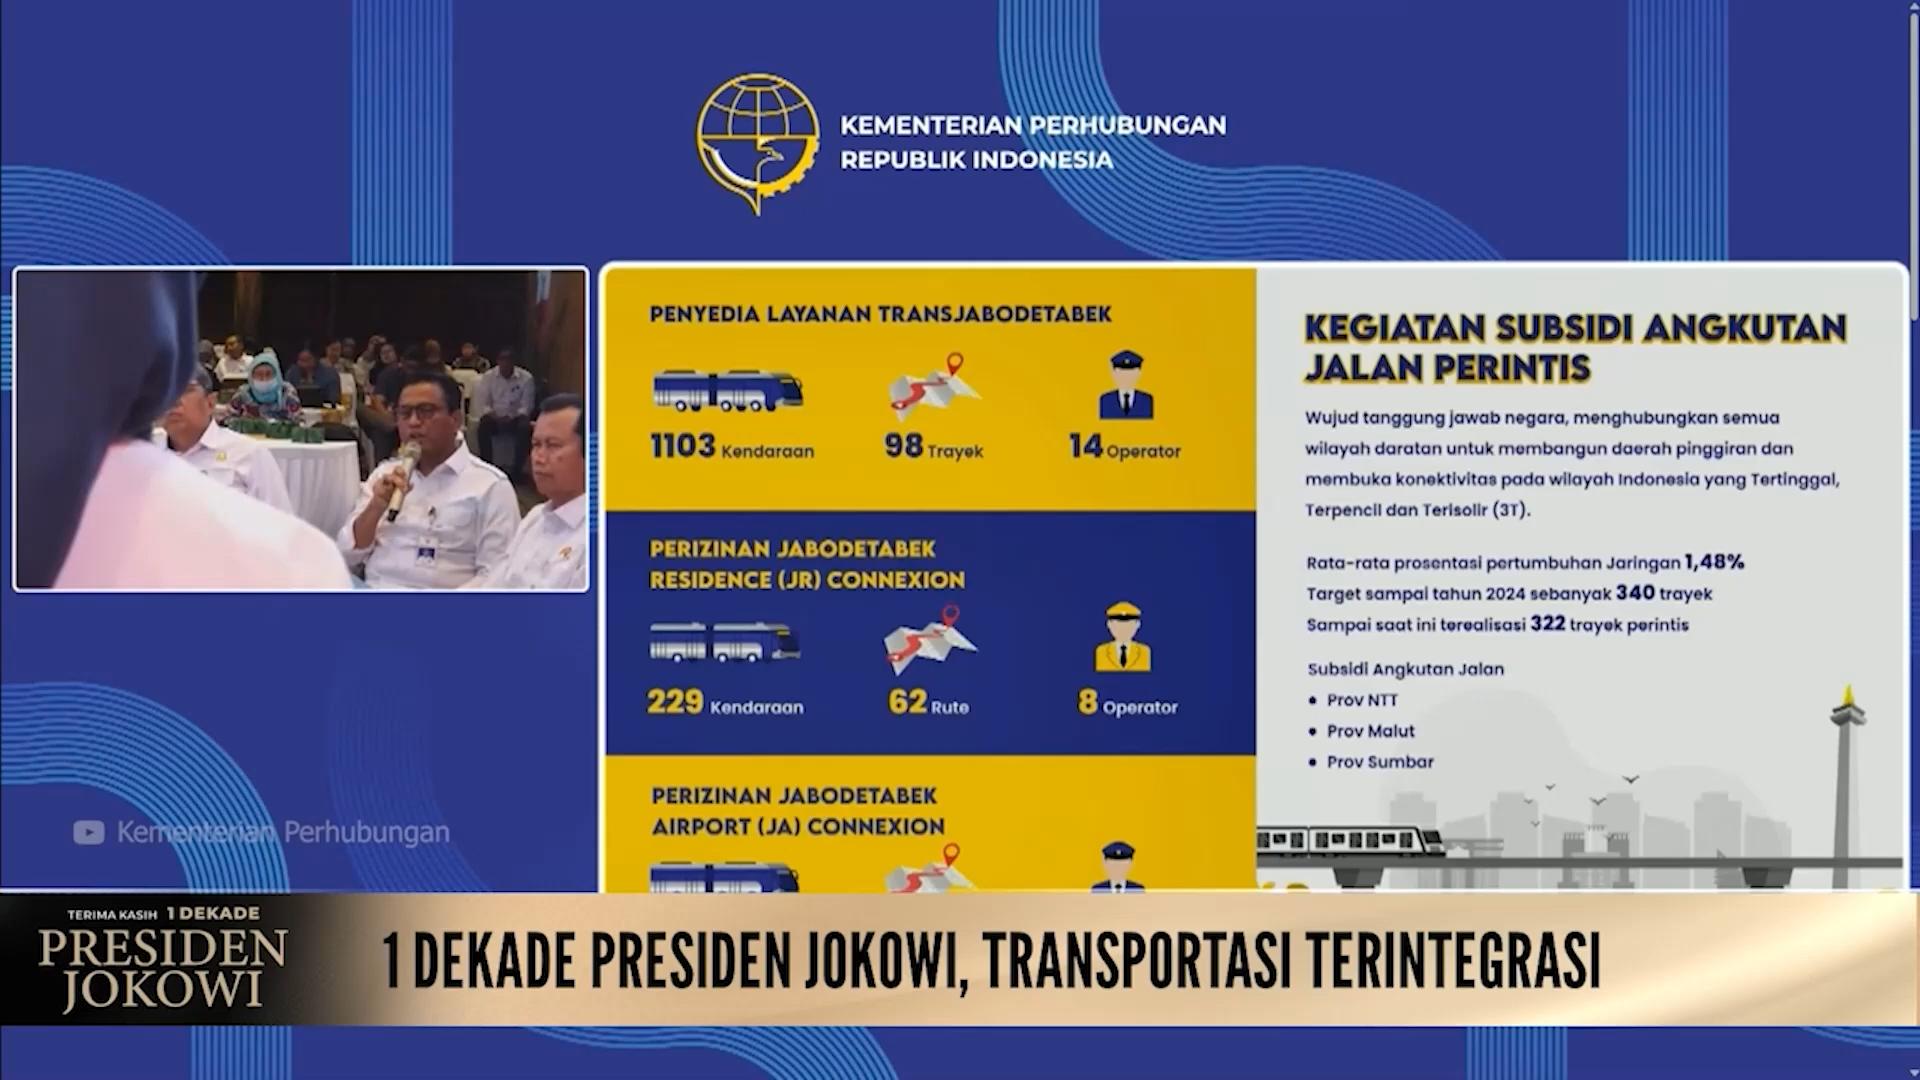 KEMENTERIAN PERHUBUNGAN
REPUBLIK INDONESIA
PENYEDIA LAYANAN TRANSJABODETABEK
1103 Kendaraan
98 Trayek
14 Operator
PERIZINAN JABODETABEK
RESIDENCE (JR) CONNEXION
229 Kendaraan
62 Rute
8 Operator
PERIZINAN JABODETABEK
AIRPORT (JA) CONNEXION
KEGIATAN SUBSIDI ANGKUTAN
JALAN PERINTIS
Wujud tanggung jawab negara, menghubungkan semua
wilayah daratan untuk membangun daerah pinggiran dan
membuka konektivitas pada wilayah Indonesia yang Tertinggal,
Terpencil dan Terisolir (3T).
Rata-rata prosentasi pertumbuhan Jaringan 1,48%
Target sampai tahun 2024 sebanyak 340 trayek
Sampai saat ini terealisasi 322 trayek perintis
Subsidi Angkutan Jalan
• Prov NTT
• Prov Malut
• Prov Sumbar
Kementerian Perhubungan
TERIMA KASIH 1 DEKADE
PRESIDEN
JOKOWI
1 DEKADE PRESIDEN JOKOWI, TRANSPORTASI TERINTEGRASI